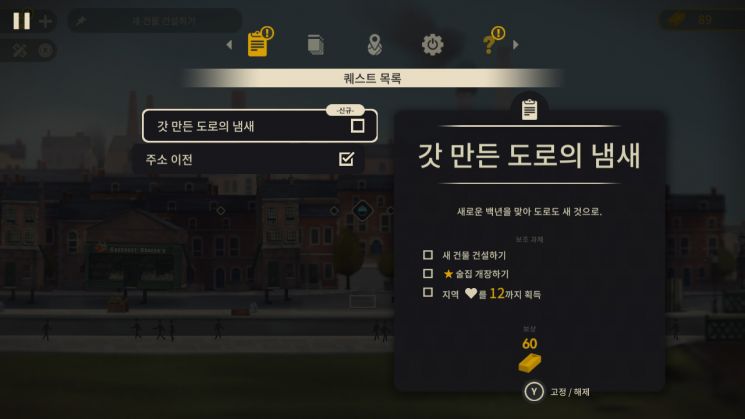 새 건물 건설하기
89
퀘스트 목록
-신규-
갓 만든 도로의 냄새
주소 이전
갓 만든 도로의 냄새
새로운 백년을 맞아 도로도 새 것으로.
보조 과제
새 건물 건설하기
★술집 개장하기
지역 ♥를 12까지 획득
보상
60
Y 고정 / 해제